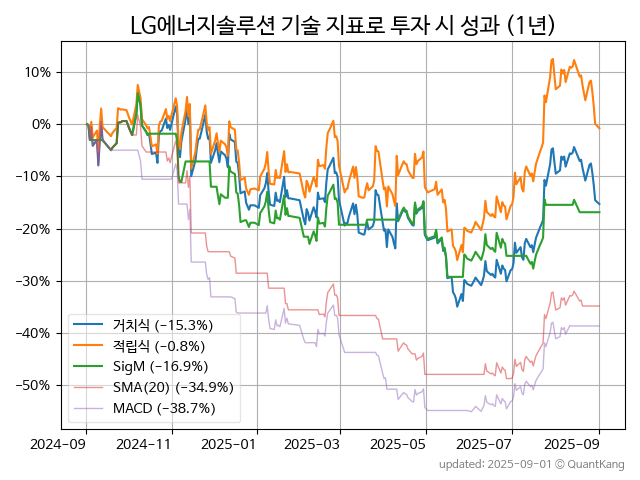 LG에너지솔루션 기술 지표로 투자 시 성과 (1년)
10%
0%
−10%
−20%
−30%
−40%
−50%
거치식 (−15.3%)
적립식 (−0.8%)
SigM (−16.9%)
SMA(20) (−34.9%)
MACD (−38.7%)
2024-09
2024-11
2025-01
2025-03
2025-05
2025-07
2025-09
updated: 2025-09-01 © QuantKang